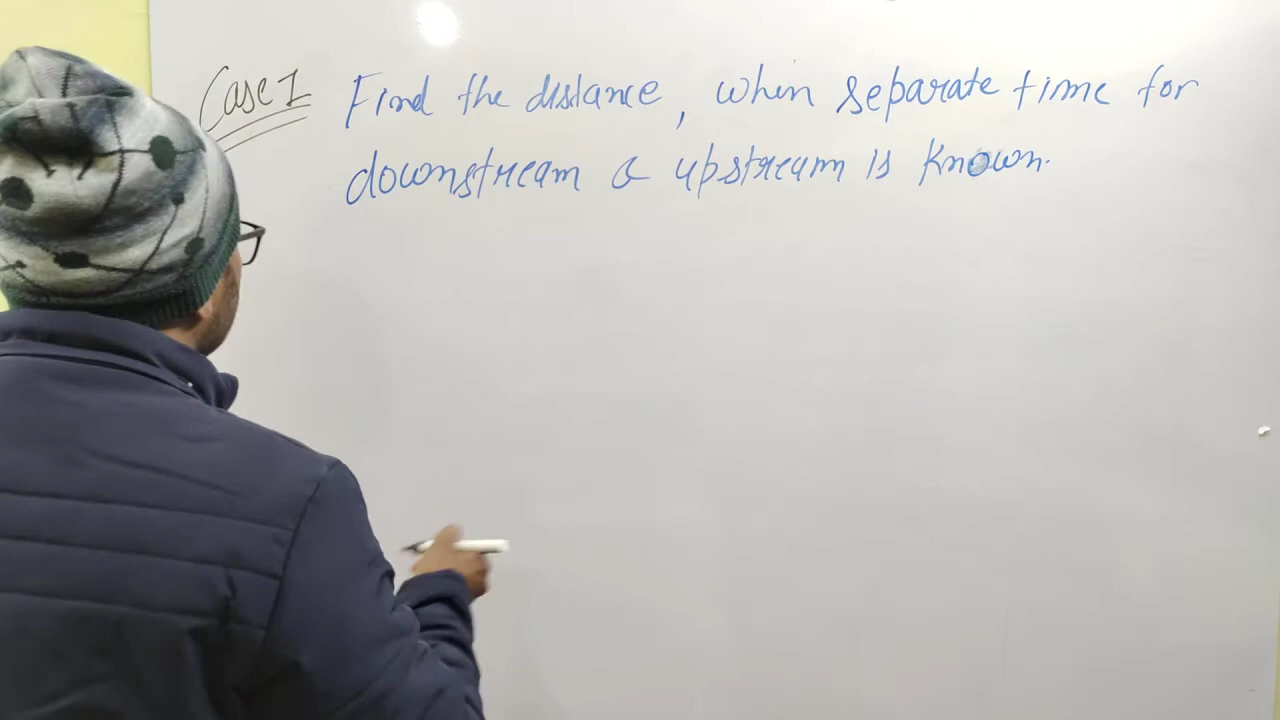 Case I Find the distance, when separate time for
downstream & upstream is known.